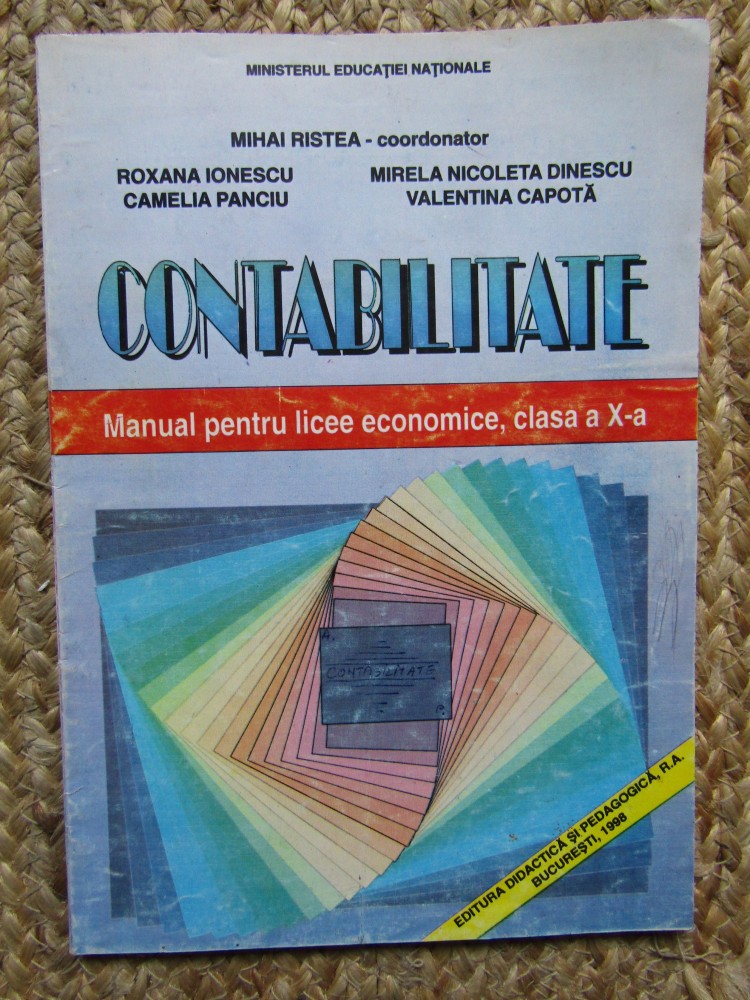 MINISTERUL EDUCAȚIEI NAȚIONALE
MIHAI RISTEA - coordonator
ROXANA IONESCU
CAMELIA PANCIU
MIRELA NICOLETA DINESCU
VALENTINA CAPOTĂ
CONTABILITATE
Manual pentru licee economice, clasa a X-a
A.
CONTABILITATE
P.
EDITURA DIDACTICĂ ȘI PEDAGOGICĂ, R.A.
BUCUREȘTI, 1998